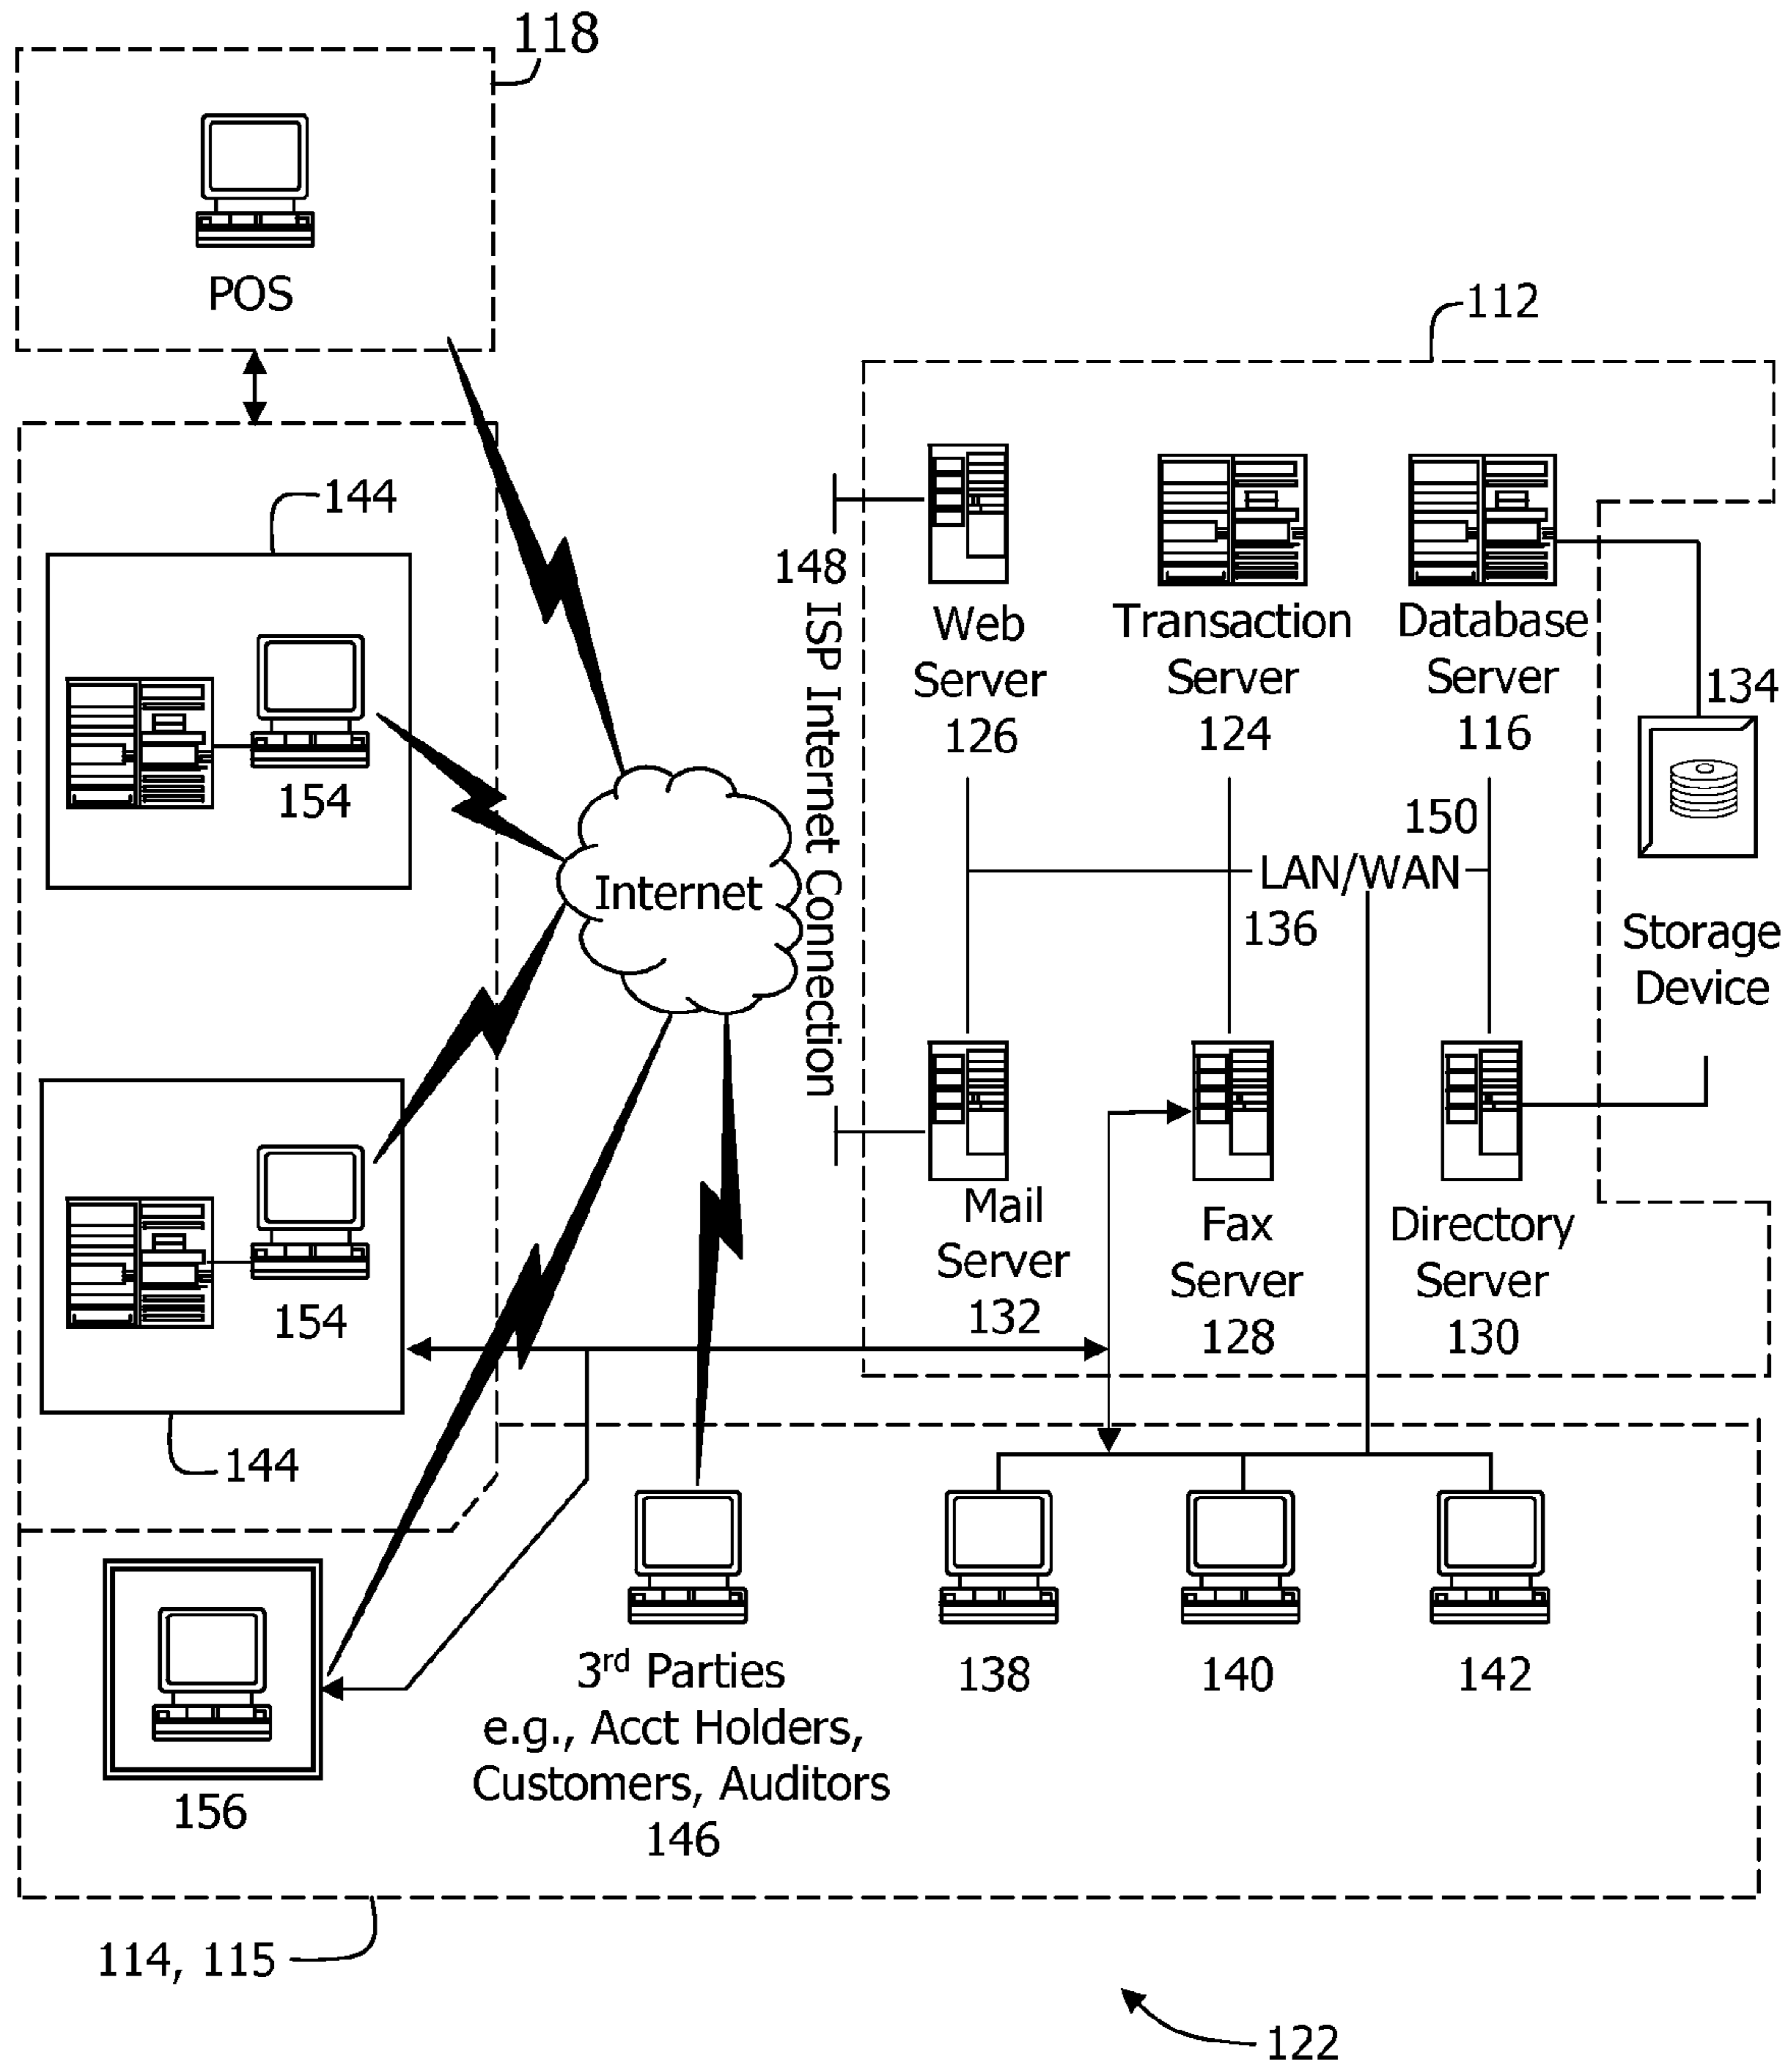 118
POS
112
144
148
ISP Internet Connection
Web
Server
126
Transaction
Server
124
Database
Server
116
134
154
150
LAN/WAN
136
Internet
Storage
Device
154
Mail
Server
132
Fax
Server
128
Directory
Server
130
144
156
3rd Parties
e.g., Acct Holders,
Customers, Auditors
146
138
140
142
114, 115
122